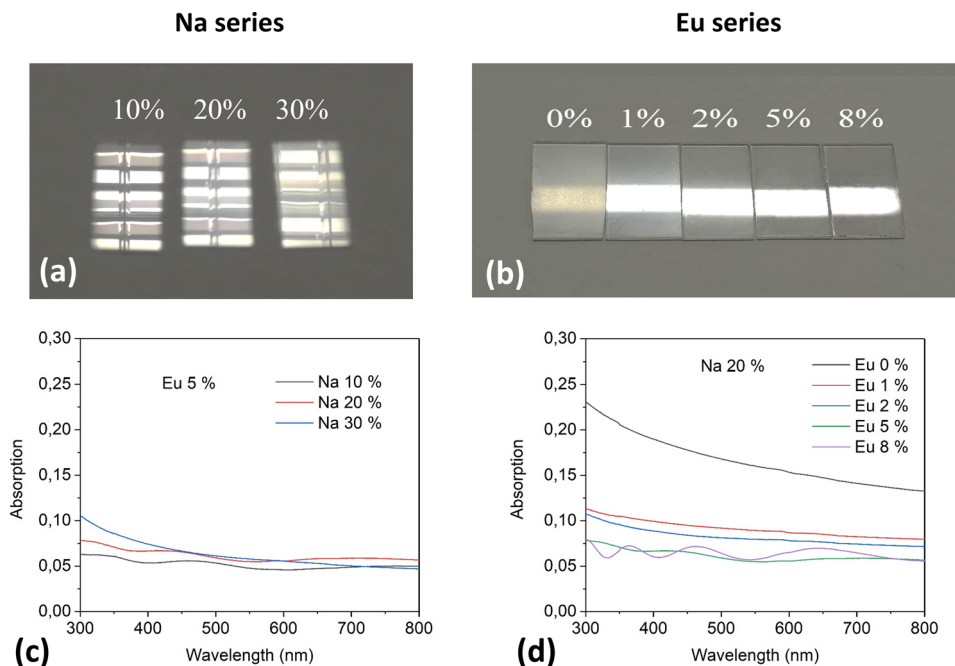 Na series
Eu series
10% 20% 30%
(a)
0% 1% 2% 5% 8%
(b)
0,30
0,25
0,20
0,15
0,10
0,05
0,00
Absorption
Eu 5 %
Na 10 %
Na 20 %
Na 30 %
300 400 500 600 700 800
Wavelength (nm)
(c)
0,30
0,25
0,20
0,15
0,10
0,05
0,00
Absorption
Na 20 %
Eu 0 %
Eu 1 %
Eu 2 %
Eu 5 %
Eu 8 %
300 400 500 600 700 800
Wavelength (nm)
(d)